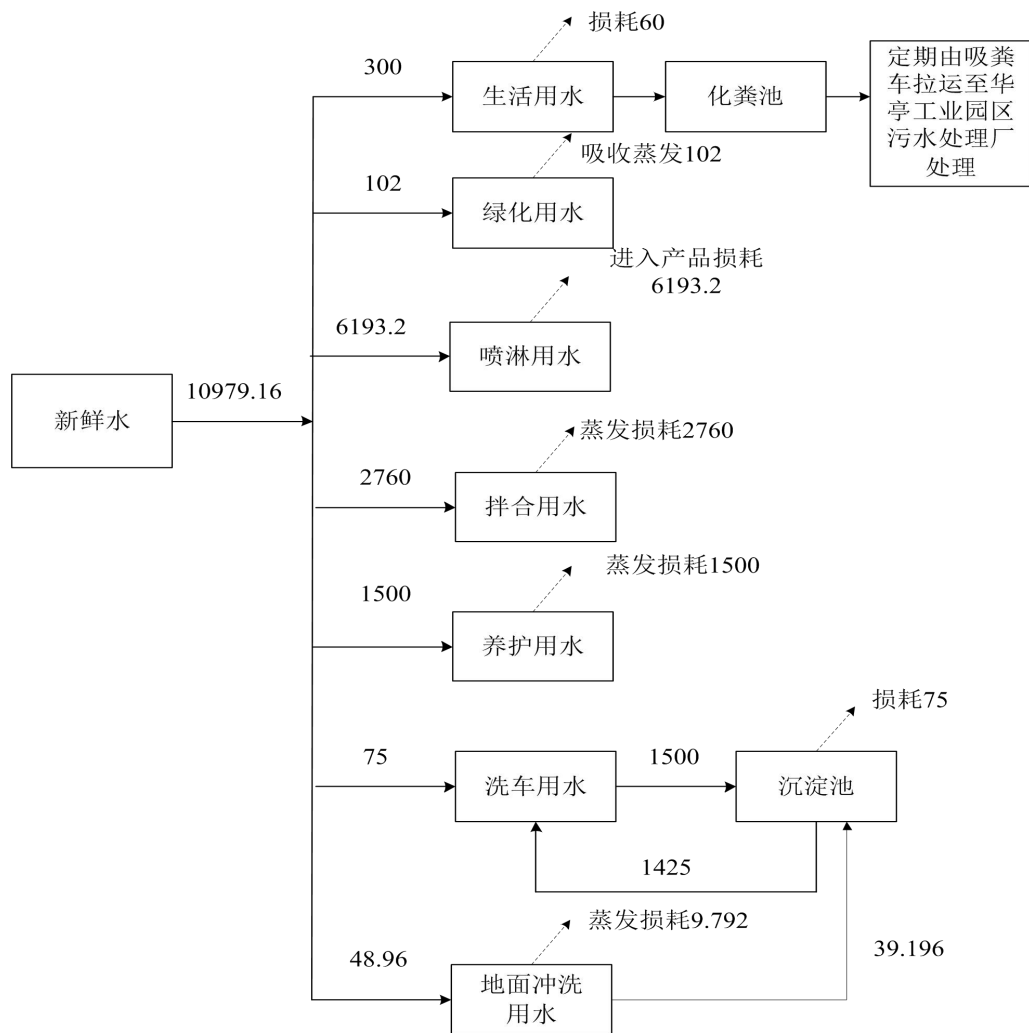 损耗60
300
生活用水
化粪池
定期由吸粪
车拉运至华
亭工业园区
污水处理厂
处理
吸收蒸发102
102
绿化用水
进入产品损耗
6193.2
6193.2
喷淋用水
新鲜水
10979.16
蒸发损耗2760
2760
拌合用水
蒸发损耗1500
1500
养护用水
损耗75
75
洗车用水
1500
沉淀池
1425
蒸发损耗9.792
48.96
地面冲洗
用水
39.196